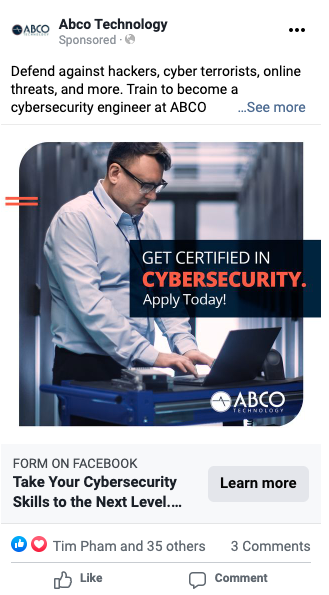 ABCO
TECHNOLOGY
Abco Technology
Sponsored ·
Defend against hackers, cyber terrorists, online
threats, and more. Train to become a
cybersecurity engineer at ABCO ...See more
GET CERTIFIED IN
CYBERSECURITY.
Apply Today!
ABCO
TECHNOLOGY
FORM ON FACEBOOK
Take Your Cybersecurity
Skills to the Next Level....
Learn more
Tim Pham and 35 others 3 Comments
Like Comment